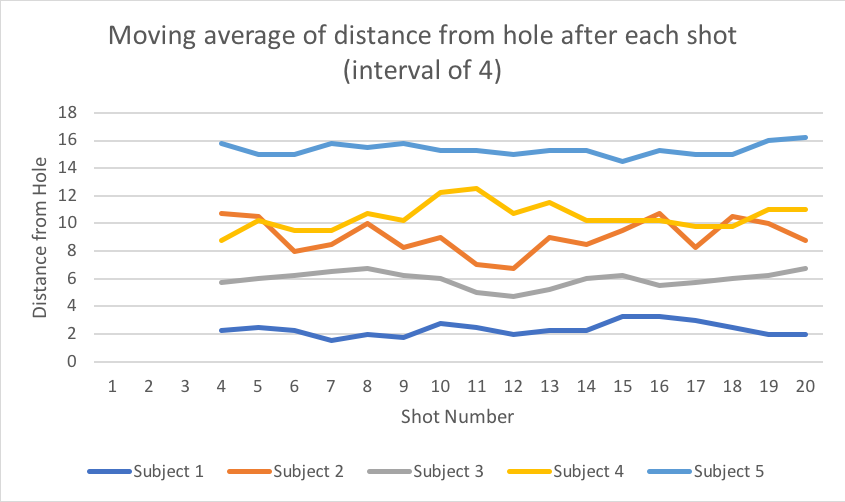 Moving average of distance from hole after each shot
(interval of 4)
Distance from Hole
18
16
14
12
10
8
6
4
2
0
1 2 3 4 5 6 7 8 9 10 11 12 13 14 15 16 17 18 19 20
Shot Number
Subject 1 Subject 2 Subject 3 Subject 4 Subject 5